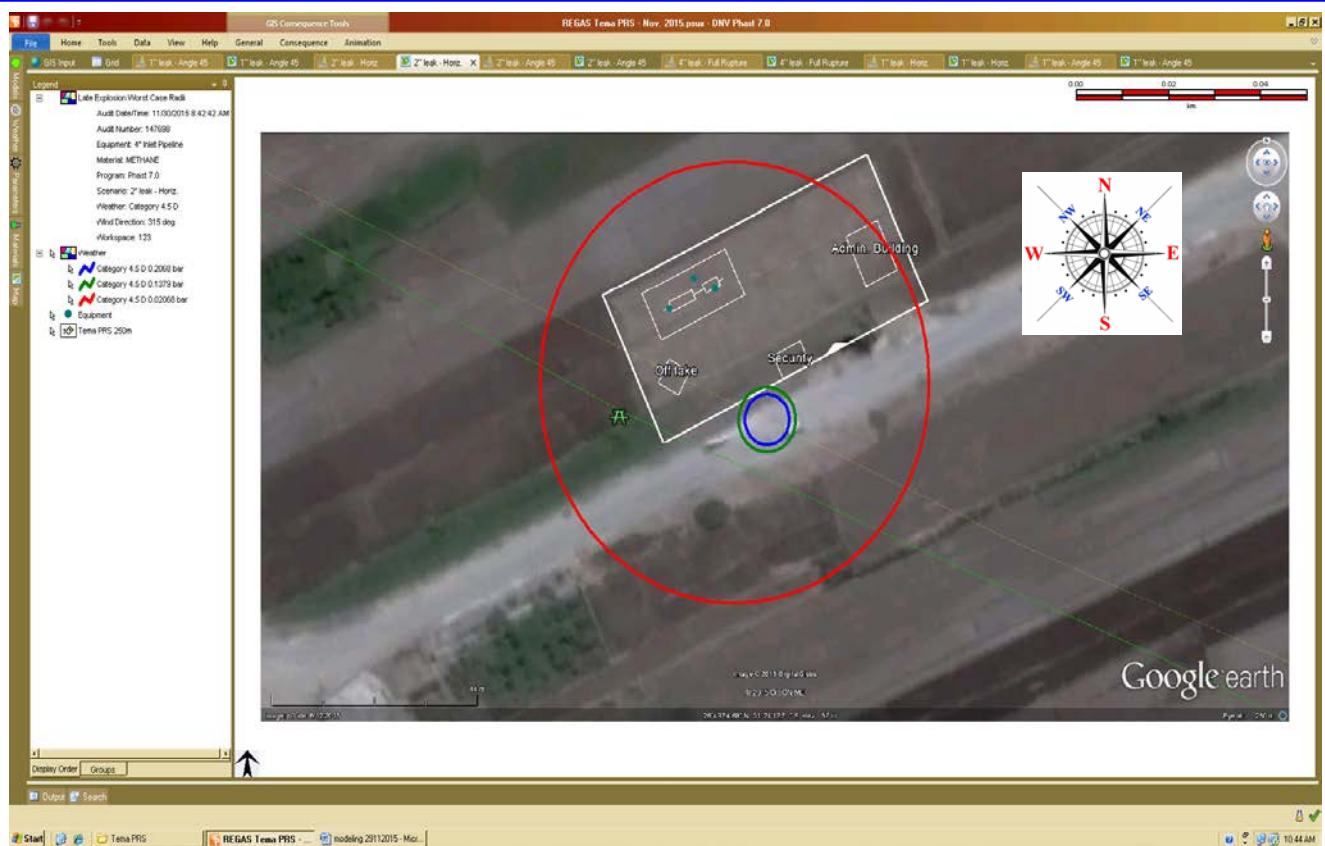 GIS Consequence Tools
REGAS Tema PRS - Nov. 2015.psux - DNV Phast 7.0
File Home Tools Data View Help General Consequence Animation
GIS Input Grid 1" leak - Angle 45 1" leak - Angle 45 2" leak - Horiz. 2" leak - Horiz. X 2" leak - Angle 45 2" leak - Angle 45 4" leak - Full Rupture 4" leak - Full Rupture 1" leak - Horiz. 1" leak - Horiz. 1" leak - Angle 45 1" leak - Angle 45
Models
Weather
Parameters
Materials
Map
Legend
Late Explosion Worst Case Radii
Audit Date/Time: 11/30/2015 8:42:42 AM
Audit Number: 147698
Equipment: 4" Inlet Pipeline
Material: METHANE
Program: Phast 7.0
Scenario: 2" leak - Horiz.
Weather: Category 4.5 D
Wind Direction: 315 deg
Workspace: 123
Weather
Category 4.5 D 0.2068 bar
Category 4.5 D 0.1379 bar
Category 4.5 D 0.02068 bar
Equipment
Tema PRS 250m
0.00 0.02 0.04
km
N
NW NE
W E
SW SE
S
Admin. Building
Security
Off take
Google earth
Display Order Groups
Output Search
Start Tema PRS REGAS Tema PRS - ... modeling 29112015 - Micr...
10:44 AM